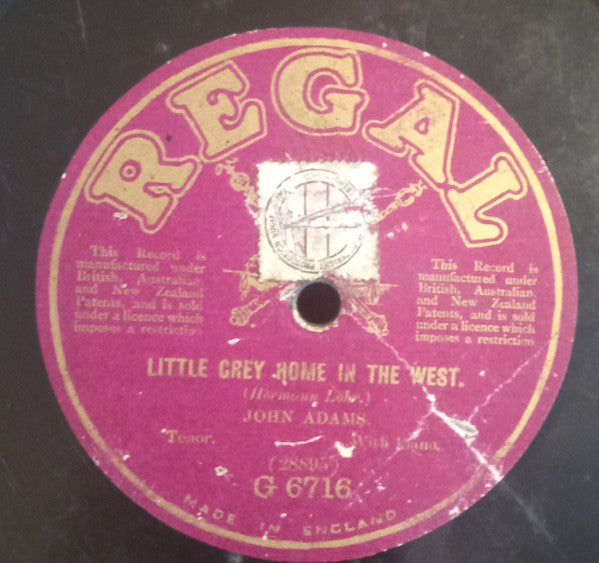 REGAL
This Record is
manufactured under
British, Australian,
and New Zealand
Patents, and is sold
under a licence which
imposes a restriction
This Record is
manufactured under
British, Australian,
and New Zealand
Patents, and is sold
under a licence which
imposes a restriction
LITTLE GREY HOME IN THE WEST.
(Hermann Löhr.)
JOHN ADAMS.
Tenor. With Piano.
(28895)
G 6716
MADE IN ENGLAND